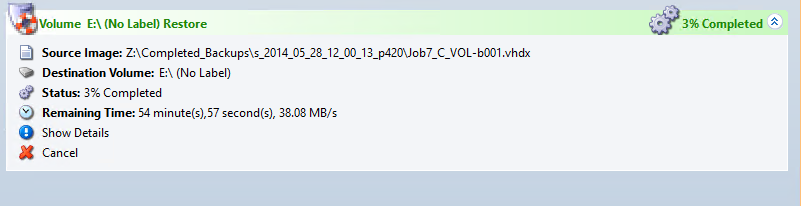 Volume E:\ (No Label) Restore 3% Completed
Source Image: Z:\Completed_Backups\s_2014_05_28_12_00_13_p420\Job7_C_VOL-b001.vhdx
Destination Volume: E:\ (No Label)
Status: 3% Completed
Remaining Time: 54 minute(s),57 second(s), 38.08 MB/s
Show Details
Cancel